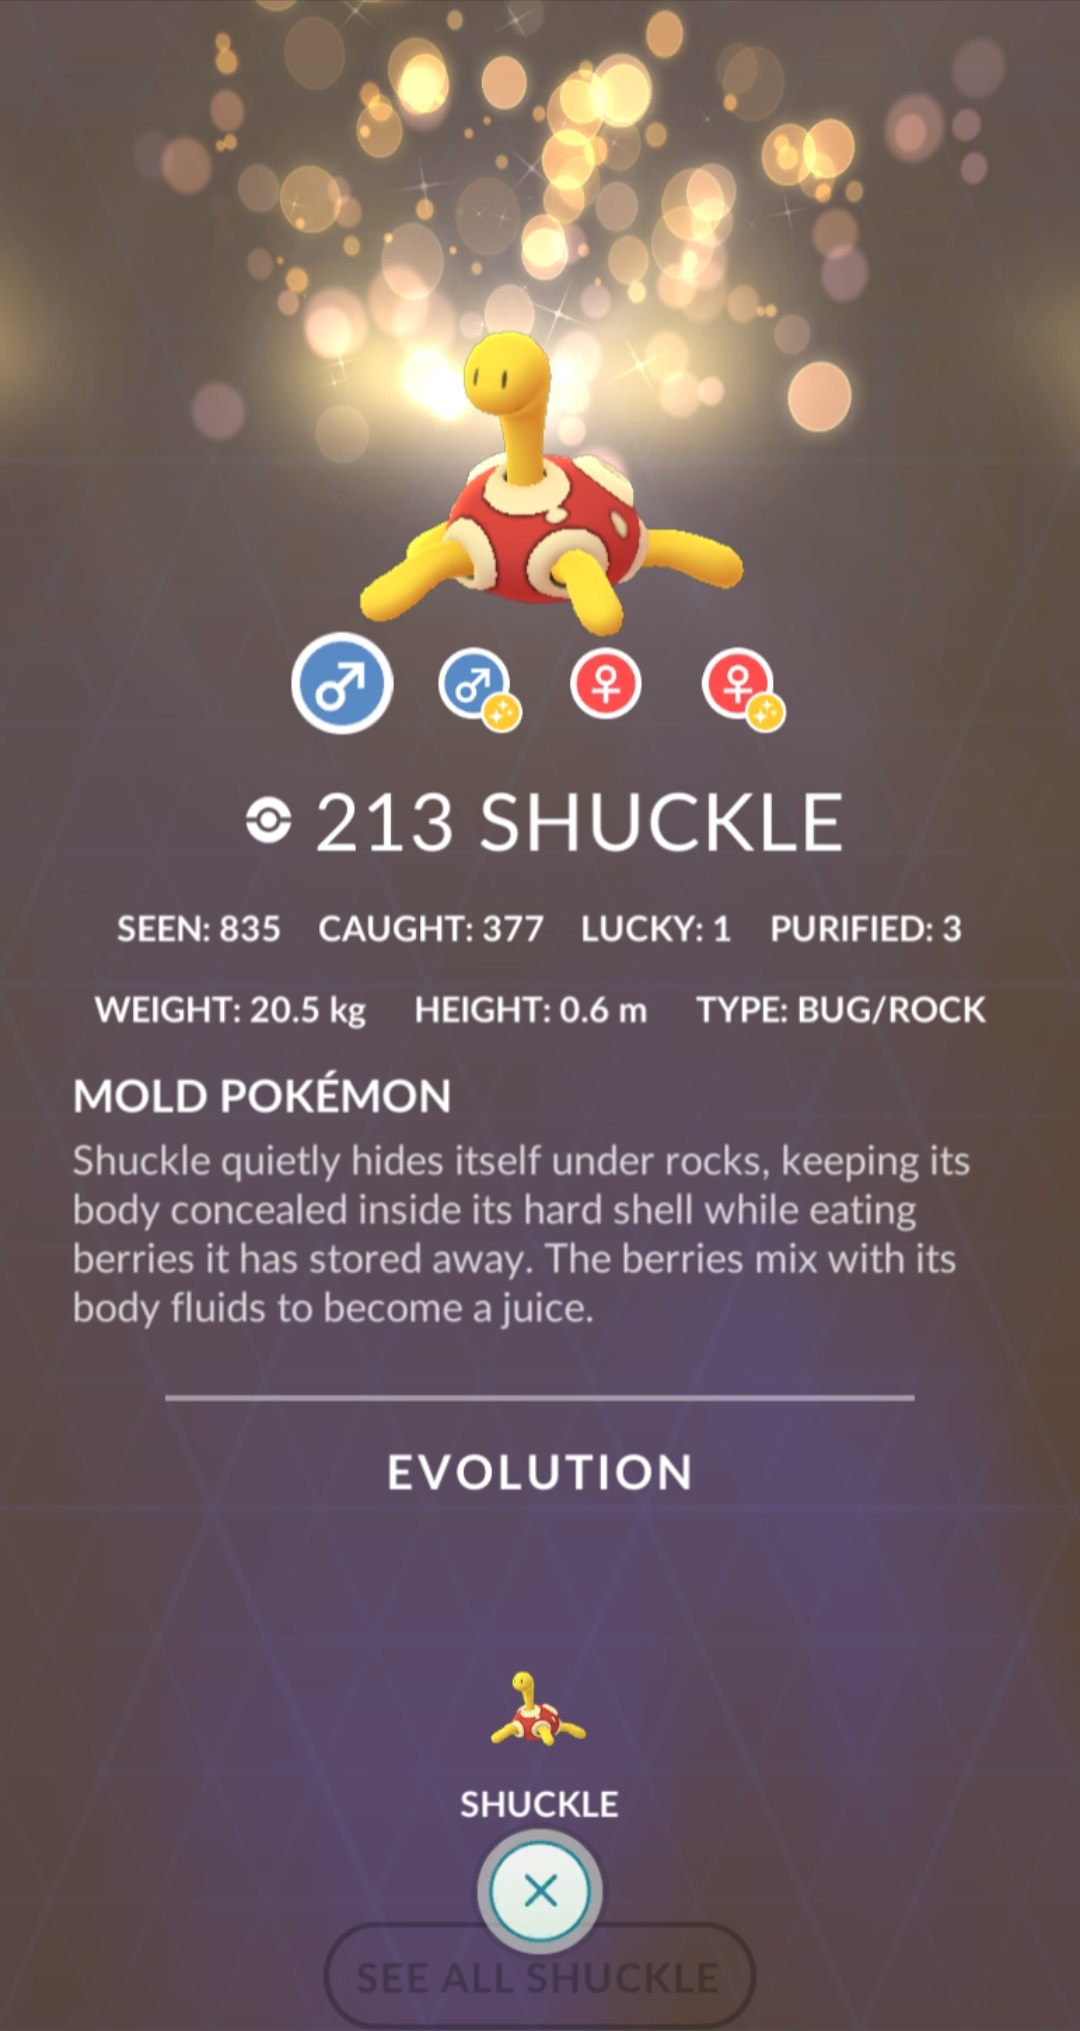 213 SHUCKLE
SEEN: 835 CAUGHT: 377 LUCKY: 1 PURIFIED: 3
WEIGHT: 20.5 kg HEIGHT: 0.6 m TYPE: BUG/ROCK
MOLD POKÉMON
Shuckle quietly hides itself under rocks, keeping its
body concealed inside its hard shell while eating
berries it has stored away. The berries mix with its
body fluids to become a juice.
EVOLUTION
SHUCKLE
SEE ALL SHUCKLE